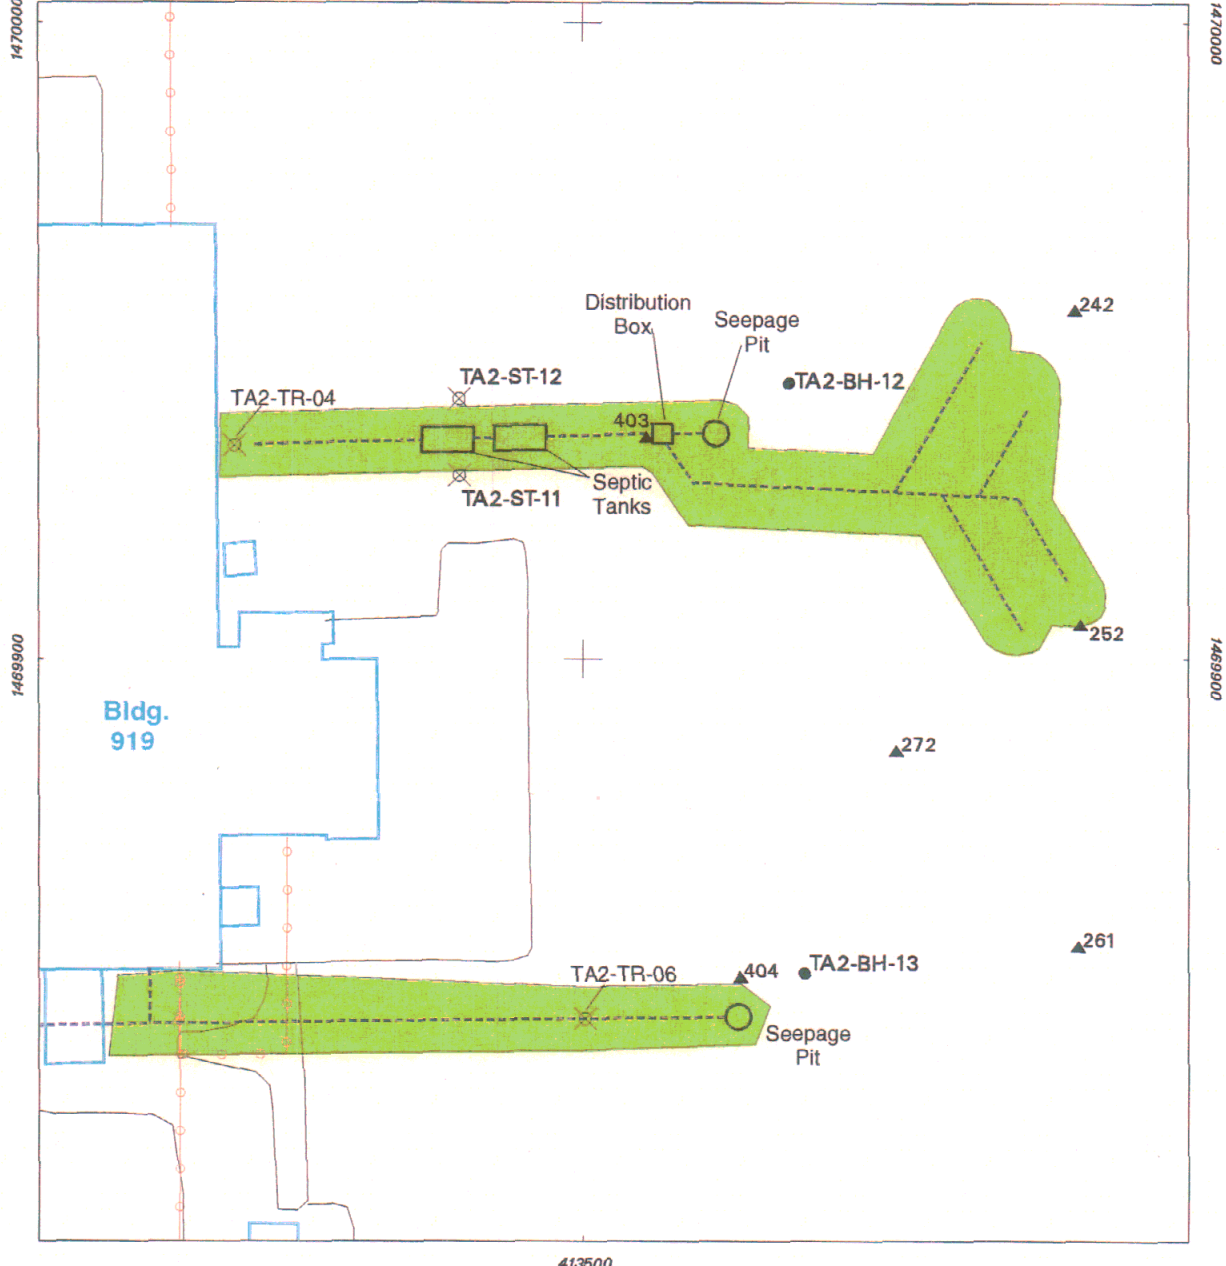 1470000
1470000
242
Distribution
Box
Seepage
Pit
TA2-ST-12
TA2-BH-12
TA2-TR-04
403
Septic
Tanks
TA2-ST-11
252
1469900
1469900
Bldg.
919
272
261
TA2-BH-13
TA2-TR-06
404
Seepage
Pit
413500